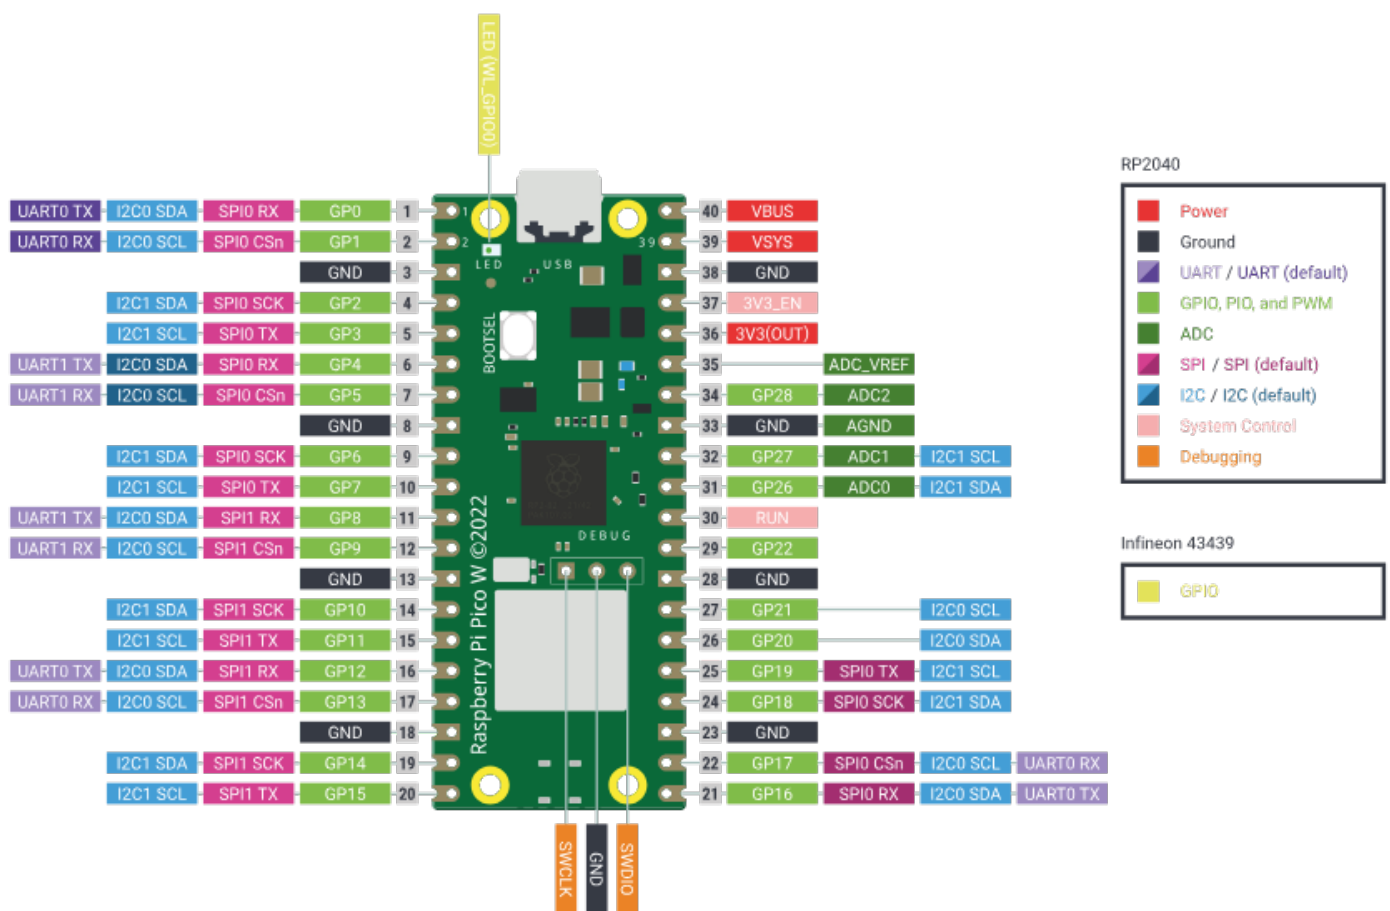 LED (WL_GPIO0)
UART0 TX I2C0 SDA SPI0 RX GP0 1 1 40 VBUS
UART0 RX I2C0 SCL SPI0 CSn GP1 2 2 39 39 VSYS
LED USB
GND 3 38 GND
I2C1 SDA SPI0 SCK GP2 4 37 3V3_EN
I2C1 SCL SPI0 TX GP3 5 36 3V3(OUT)
BOOTSEL
UART1 TX I2C0 SDA SPI0 RX GP4 6 35 ADC_VREF
UART1 RX I2C0 SCL SPI0 CSn GP5 7 34 GP28 ADC2
GND 8 33 GND AGND
I2C1 SDA SPI0 SCK GP6 9 32 GP27 ADC1 I2C1 SCL
I2C1 SCL SPI0 TX GP7 10 31 GP26 ADC0 I2C1 SDA
UART1 TX I2C0 SDA SPI1 RX GP8 11 30 RUN
DEBUG
UART1 RX I2C0 SCL SPI1 CSn GP9 12 29 GP22
GND 13 28 GND
I2C1 SDA SPI1 SCK GP10 14 27 GP21 I2C0 SCL
I2C1 SCL SPI1 TX GP11 15 26 GP20 I2C0 SDA
UART0 TX I2C0 SDA SPI1 RX GP12 16 25 GP19 SPI0 TX I2C1 SCL
UART0 RX I2C0 SCL SPI1 CSn GP13 17 24 GP18 SPI0 SCK I2C1 SDA
GND 18 23 GND
I2C1 SDA SPI1 SCK GP14 19 22 GP17 SPI0 CSn I2C0 SCL UART0 RX
I2C1 SCL SPI1 TX GP15 20 21 GP16 SPI0 RX I2C0 SDA UART0 TX
Raspberry Pi Pico W ©2022
SWCLK
GND
SWDIO
RP2040
Power
Ground
UART / UART (default)
GPIO, PIO, and PWM
ADC
SPI / SPI (default)
I2C / I2C (default)
System Control
Debugging
Infineon 43439
GPIO